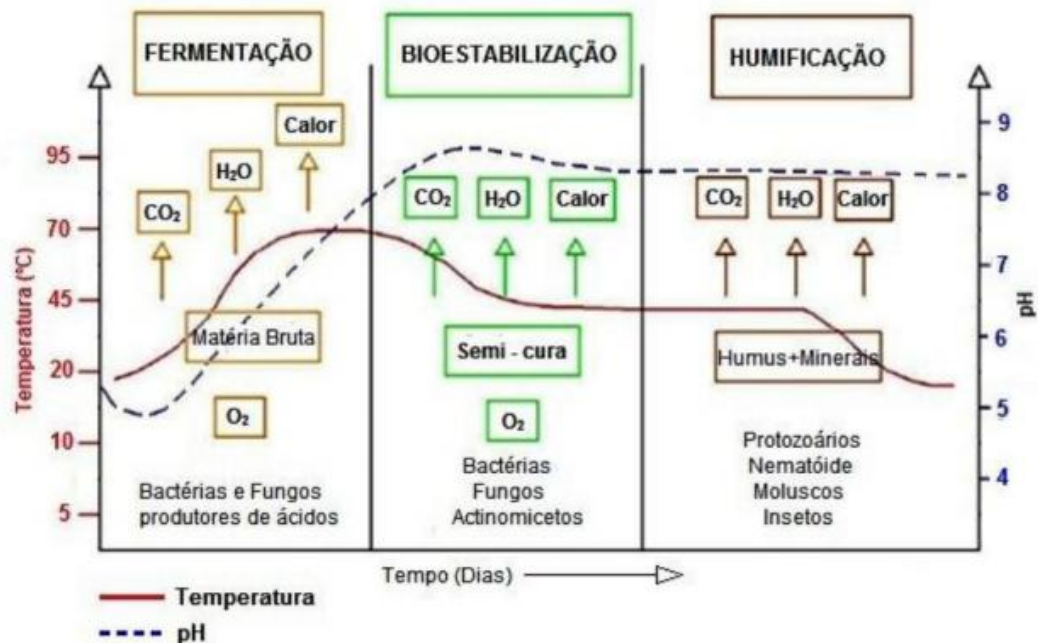 FERMENTAÇÃO
BIOESTABILIZAÇÃO
HUMIFICAÇÃO
Temperatura (°C)
95
70
45
20
10
5
CO₂
H₂O
Calor
Matéria Bruta
O₂
Bactérias e Fungos
produtores de ácidos
CO₂
H₂O
Calor
Semi - cura
O₂
Bactérias
Fungos
Actinomicetos
CO₂
H₂O
Calor
Humus+Minerais
Protozoários
Nematóide
Moluscos
Insetos
9
8
7
6
5
4
pH
Tempo (Dias)
Temperatura
pH